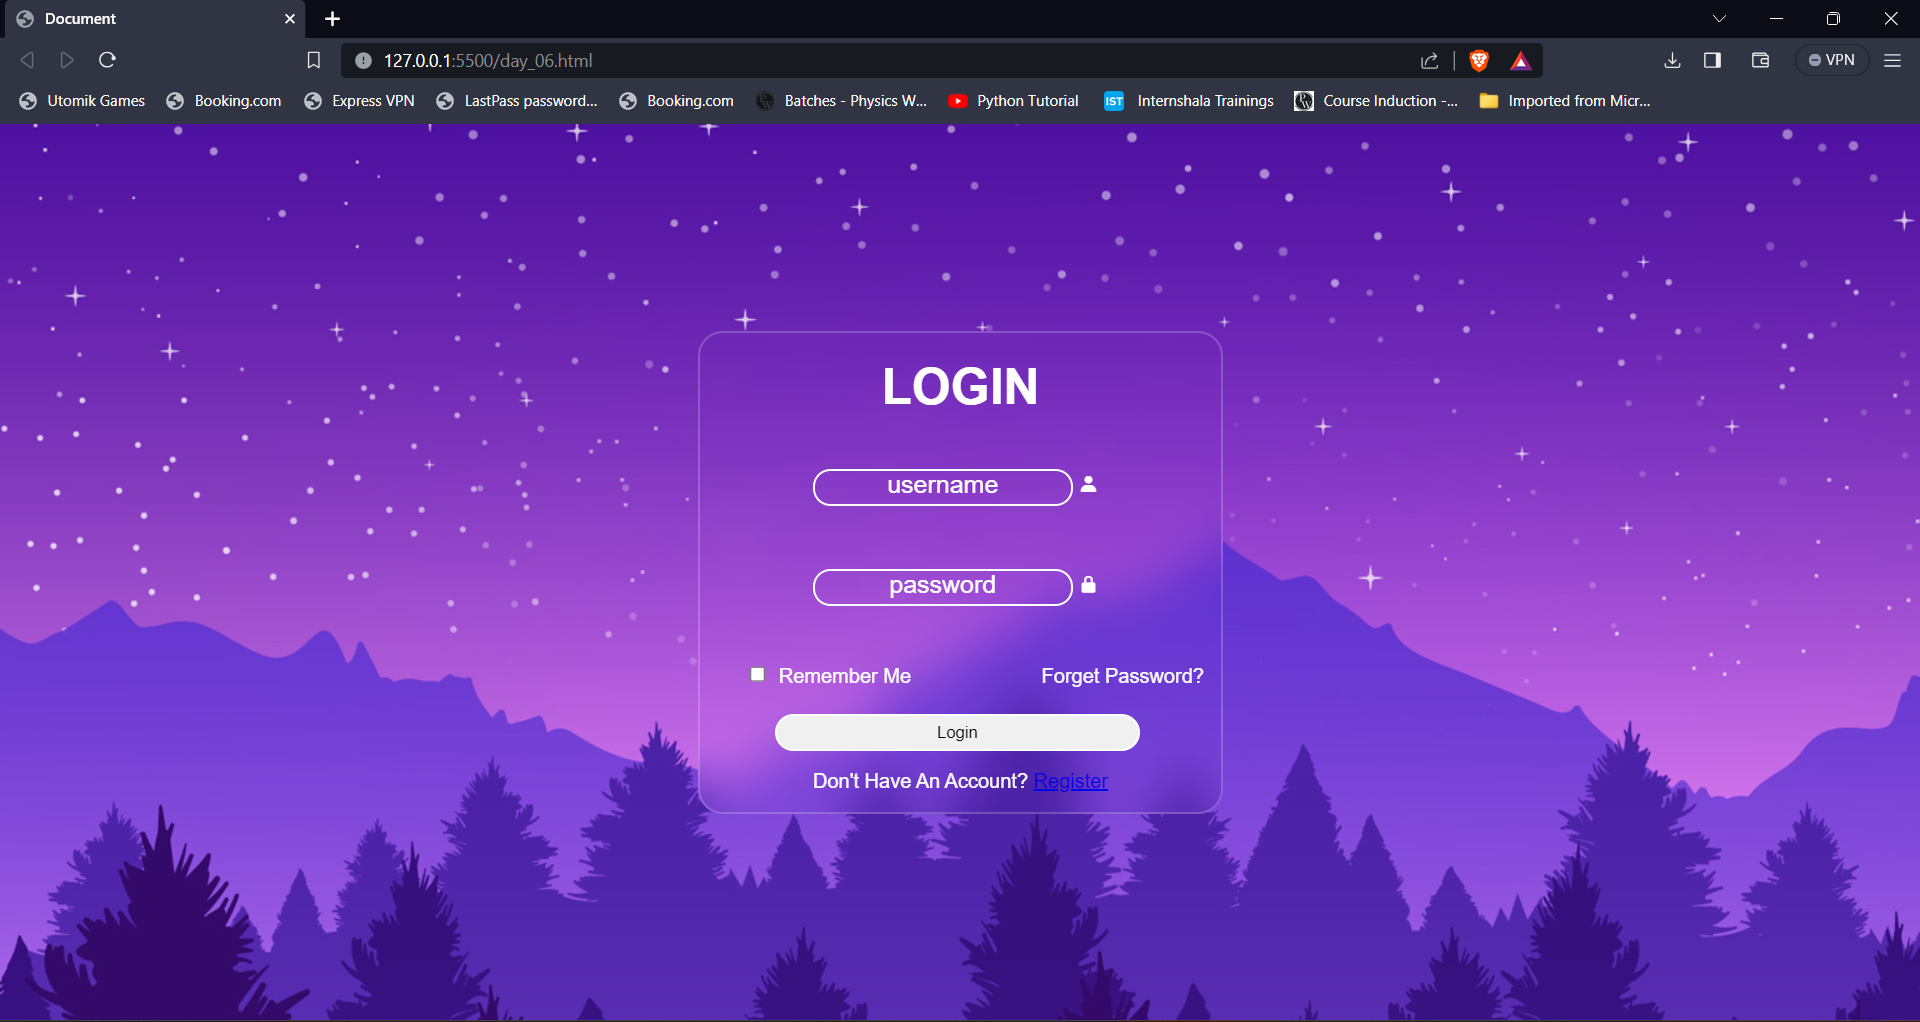 Document
127.0.0.1:5500/day_06.html
VPN
Utomik Games Booking.com Express VPN LastPass password... Booking.com Batches - Physics W... Python Tutorial IST Internshala Trainings Course Induction -... Imported from Micr...
LOGIN
username
password
Remember Me Forget Password?
Login
Don't Have An Account? Register